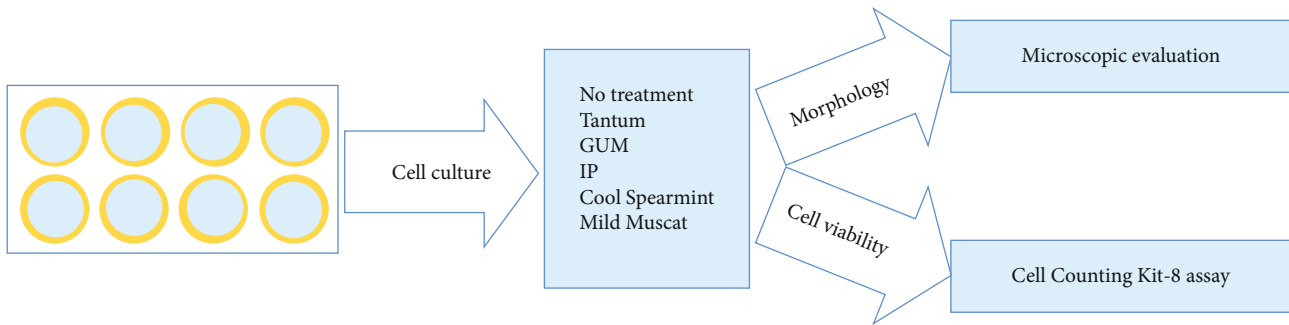 Cell culture
No treatment
Tantum
GUM
IP
Cool Spearmint
Mild Muscat
Morphology
Microscopic evaluation
Cell viability
Cell Counting Kit-8 assay